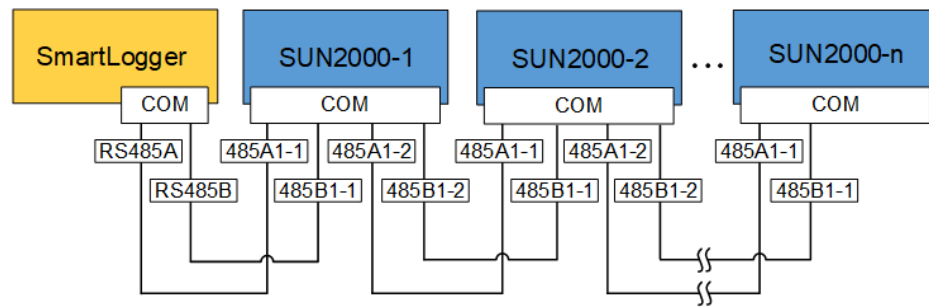 SmartLogger
SUN2000-1
SUN2000-2
...
SUN2000-n
COM
COM
COM
COM
RS485A
485A1-1
485A1-2
485A1-1
485A1-2
485A1-1
RS485B
485B1-1
485B1-2
485B1-1
485B1-2
485B1-1